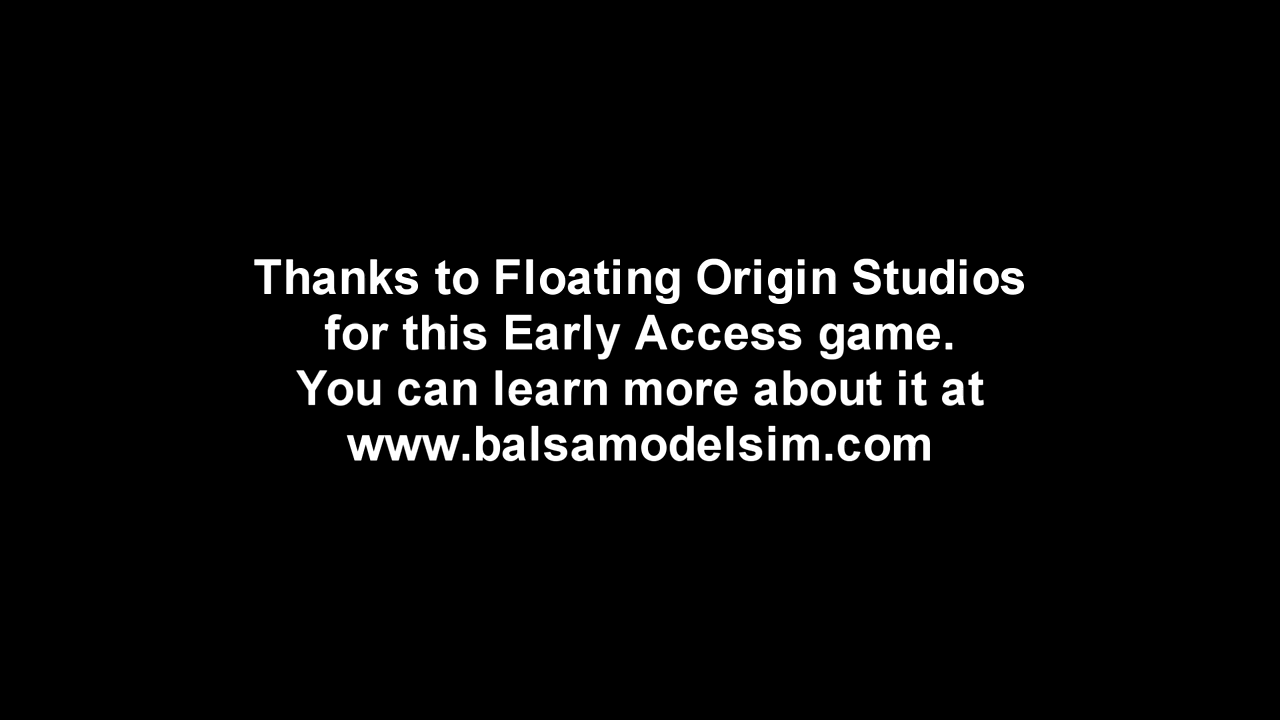 Thanks to Floating Origin Studios
for this Early Access game.
You can learn more about it at
www.balsamodelsim.com